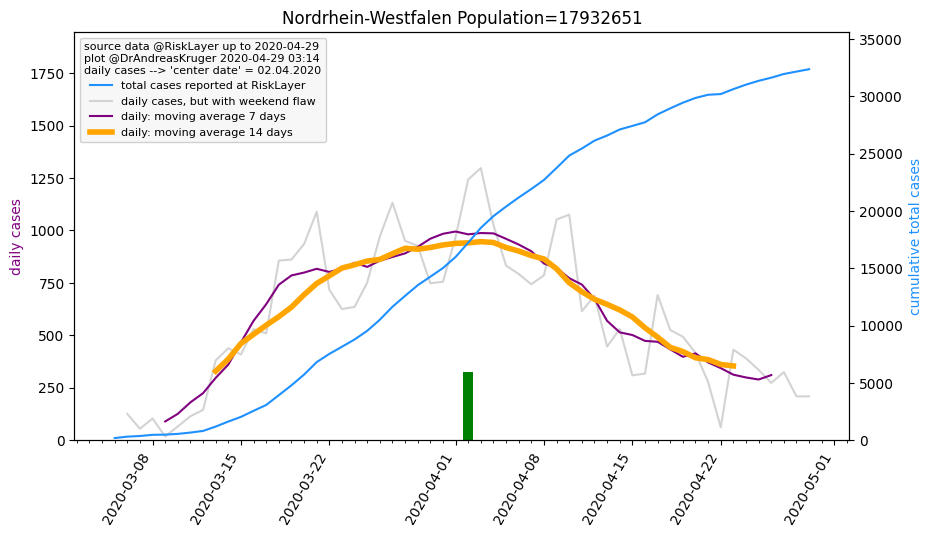 Nordrhein-Westfalen Population=17932651
source data @RiskLayer up to 2020-04-29
plot @DrAndreasKruger 2020-04-29 03:14
daily cases --> 'center date' = 02.04.2020
total cases reported at RiskLayer
daily cases, but with weekend flaw
daily: moving average 7 days
daily: moving average 14 days
daily cases
1750
1500
1250
1000
750
500
250
0
35000
30000
25000
20000
15000
10000
5000
0
cumulative total cases
2020-03-08
2020-03-15
2020-03-22
2020-04-01
2020-04-08
2020-04-15
2020-04-22
2020-05-01